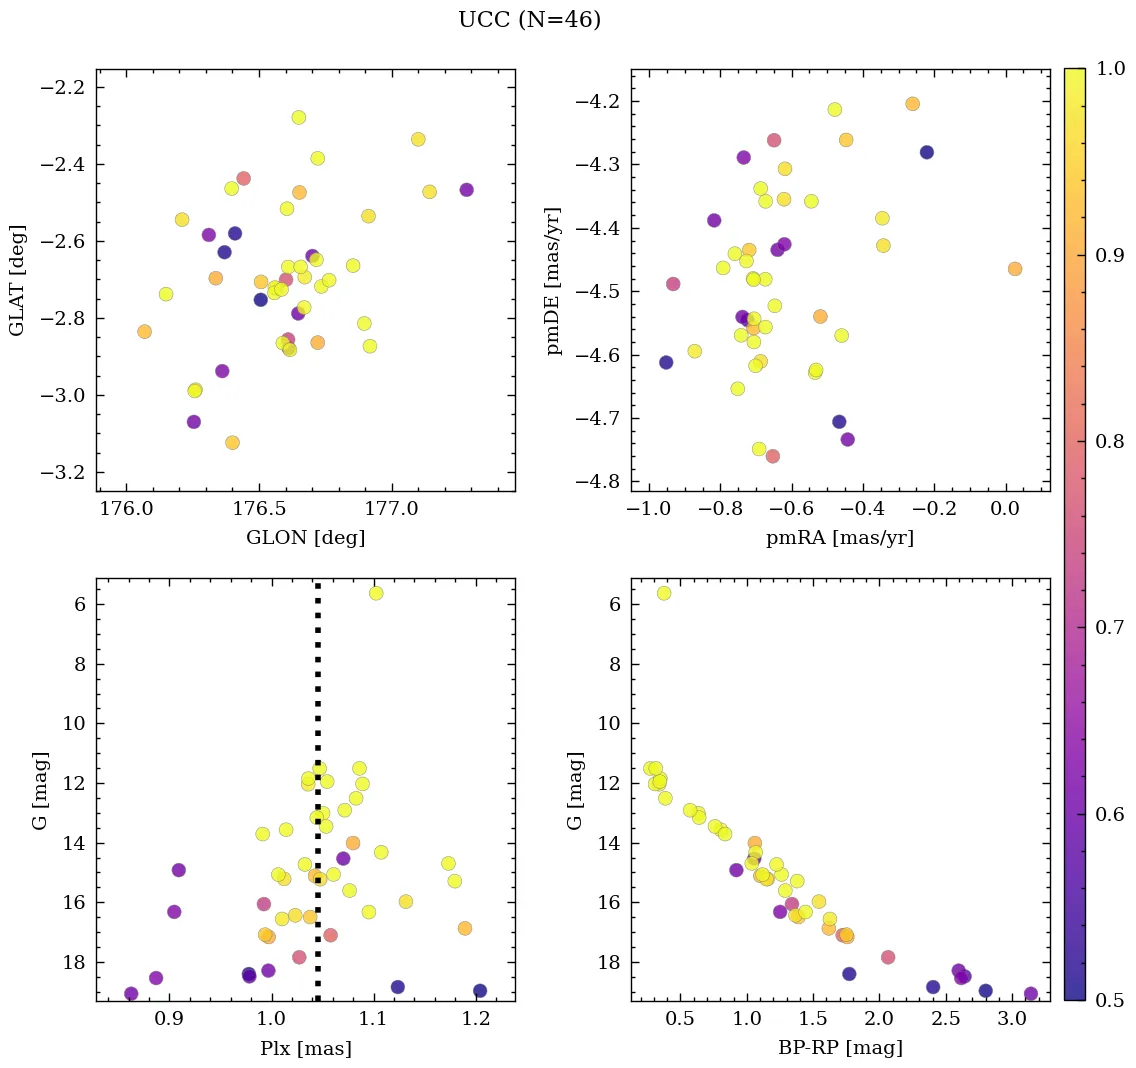 UCC (N=46)
−2.2
−2.4
−2.6
−2.8
−3.0
−3.2
GLAT [deg]
176.0 176.5 177.0
GLON [deg]
−4.2
−4.3
−4.4
−4.5
−4.6
−4.7
−4.8
pmDE [mas/yr]
−1.0 −0.8 −0.6 −0.4 −0.2 0.0
pmRA [mas/yr]
6
8
10
12
14
16
18
G [mag]
0.9 1.0 1.1 1.2
Plx [mas]
6
8
10
12
14
16
18
G [mag]
0.5 1.0 1.5 2.0 2.5 3.0
BP-RP [mag]
1.0
0.9
0.8
0.7
0.6
0.5